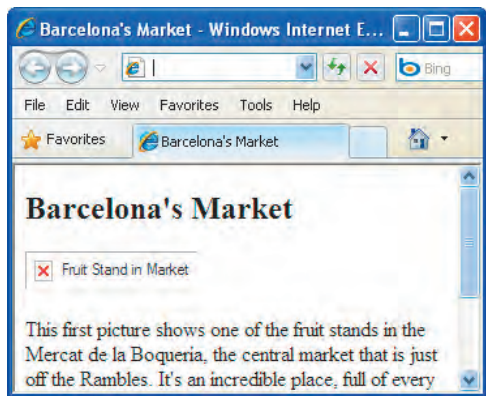 Barcelona's Market - Windows Internet E...
Bing
File Edit View Favorites Tools Help
Favorites Barcelona's Market
Barcelona's Market
Fruit Stand in Market
This first picture shows one of the fruit stands in the
Mercat de la Boqueria, the central market that is just
off the Rambles. It's an incredible place, full of every